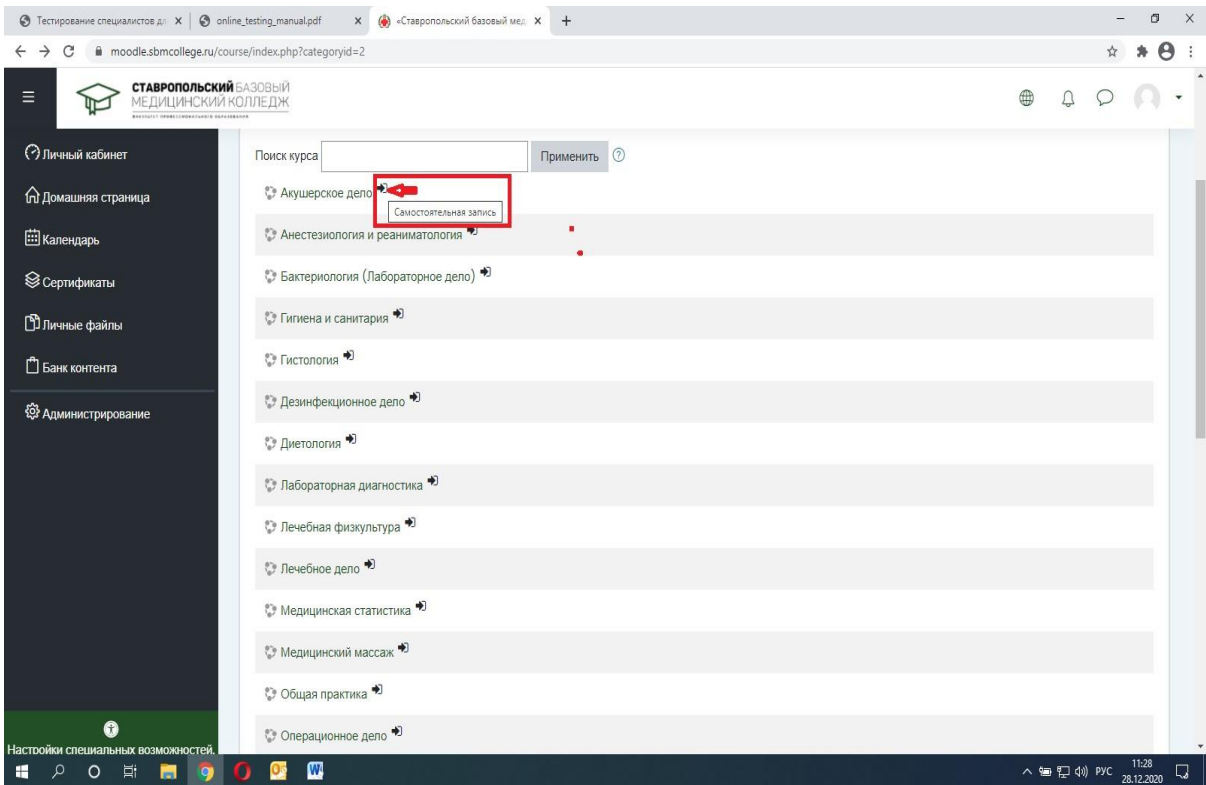 Тестирование специалистов дл
online_testing_manual.pdf
«Ставропольский базовый мед
moodle.sbmcollege.ru/course/index.php?categoryid=2
СТАВРОПОЛЬСКИЙ БАЗОВЫЙ
МЕДИЦИНСКИЙ КОЛЛЕДЖ
Личный кабинет
Домашняя страница
Календарь
Сертификаты
Личные файлы
Банк контента
Администрирование
Настройки специальных возможностей.
Поиск курса
Применить
Акушерское дело
Самостоятельная запись
Анестезиология и реаниматология
Бактериология (Лабораторное дело)
Гигиена и санитария
Гистология
Дезинфекционное дело
Диетология
Лабораторная диагностика
Лечебная физкультура
Лечебное дело
Медицинская статистика
Медицинский массаж
Общая практика
Операционное дело
РУС
11:28
28.12.2020